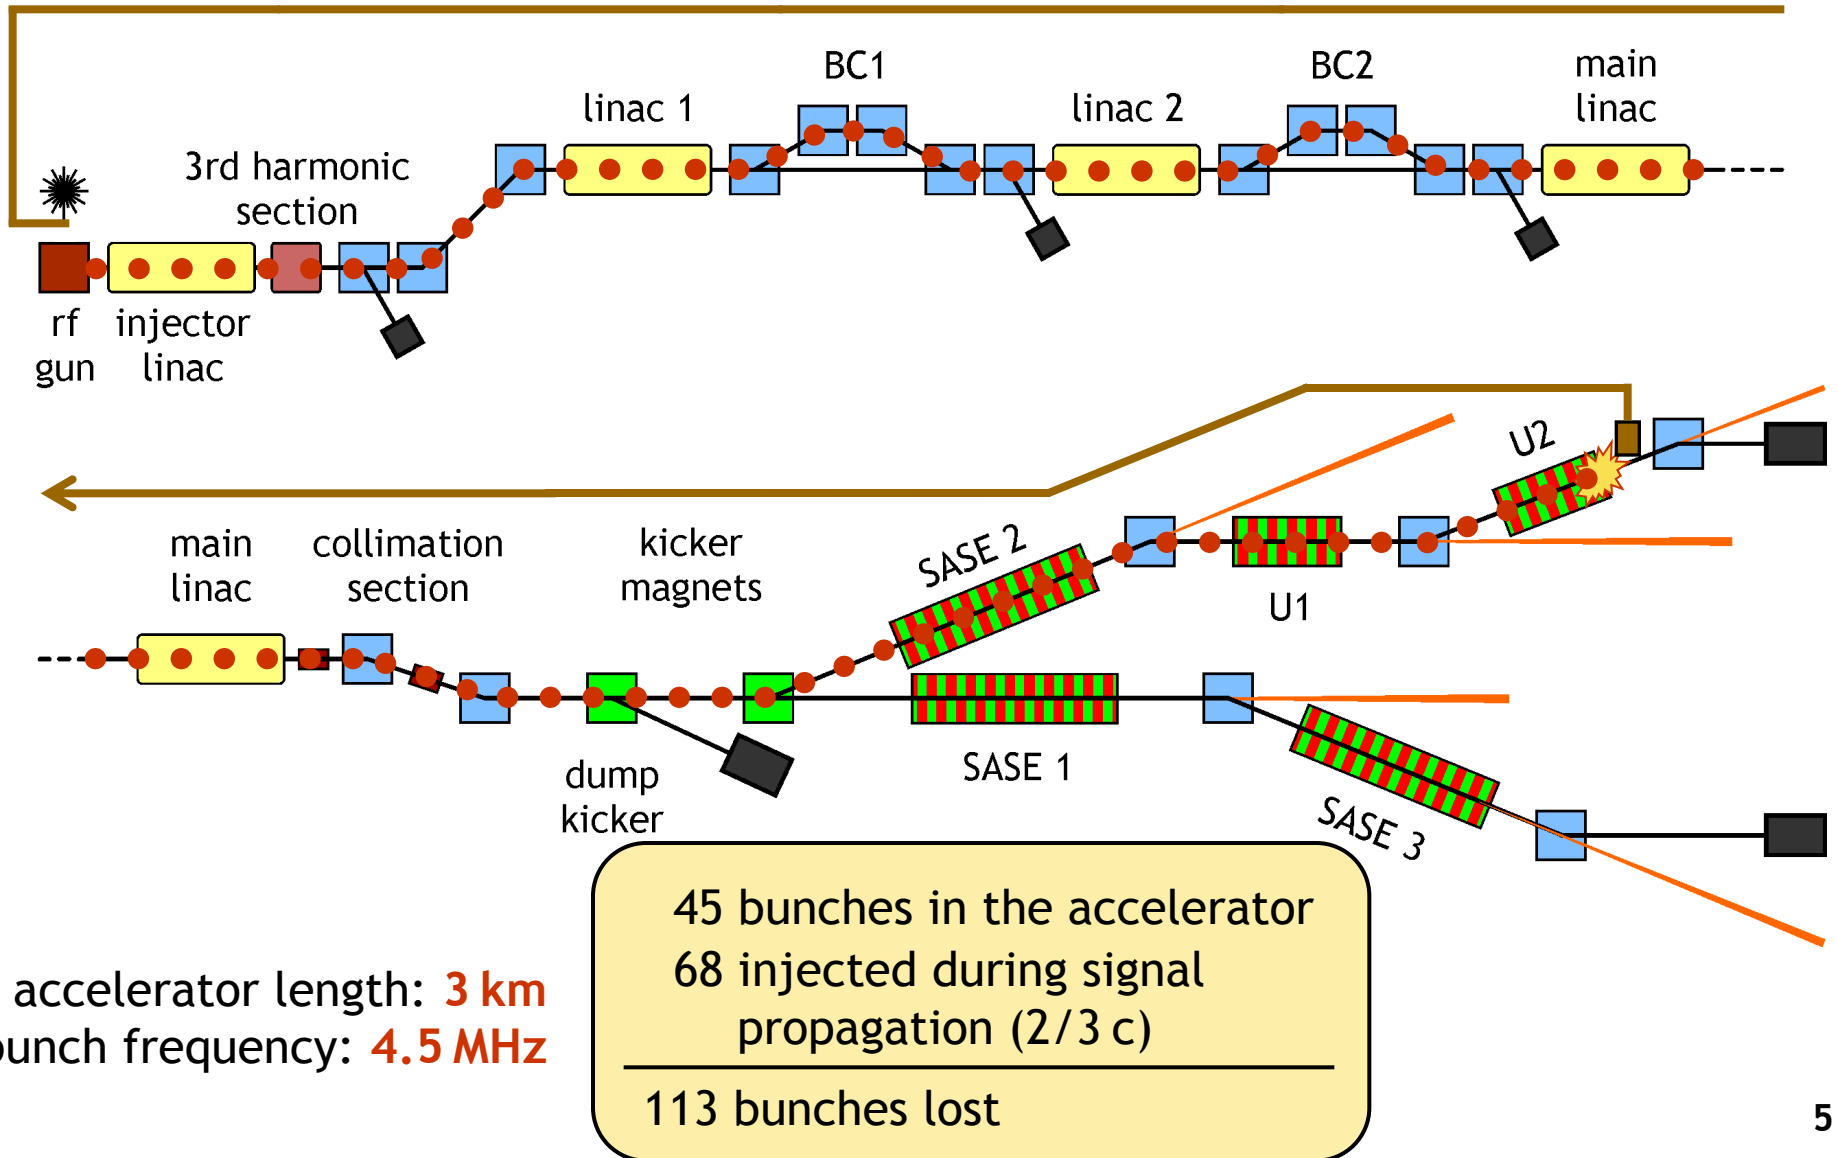 BC1
BC2
main
linac
linac 1
linac 2
3rd harmonic
section
rf
gun
injector
linac
U2
main
linac
collimation
section
kicker
magnets
SASE 2
U1
SASE 1
dump
kicker
SASE 3
45 bunches in the accelerator
68 injected during signal
propagation (2/3 c)
113 bunches lost
accelerator length: 3 km
bunch frequency: 4.5 MHz
5